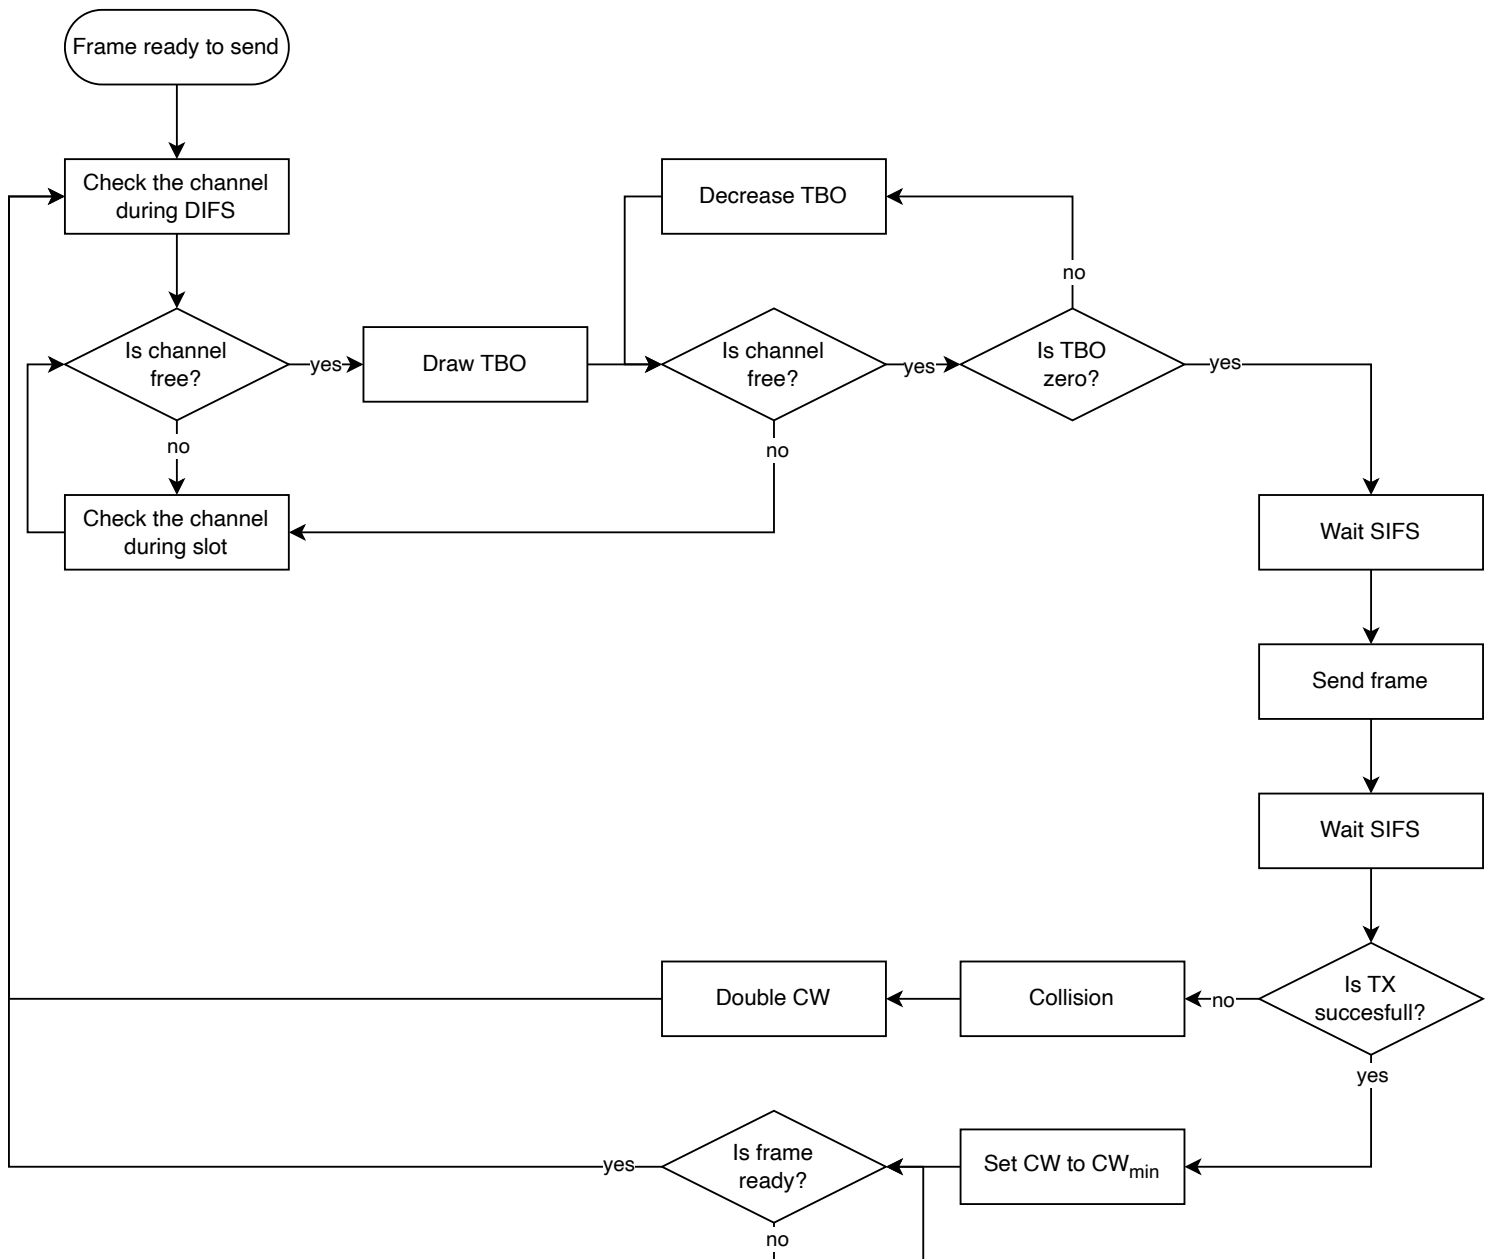 Frame ready to send
Check the channel
during DIFS
Decrease TBO
no
Is channel
free?
yes
Draw TBO
Is channel
free?
yes
Is TBO
zero?
yes
no
no
Check the channel
during slot
Wait SIFS
Send frame
Wait SIFS
Double CW
Collision
no
Is TX
succesfull?
yes
yes
Is frame
ready?
Set CW to CWmin
no